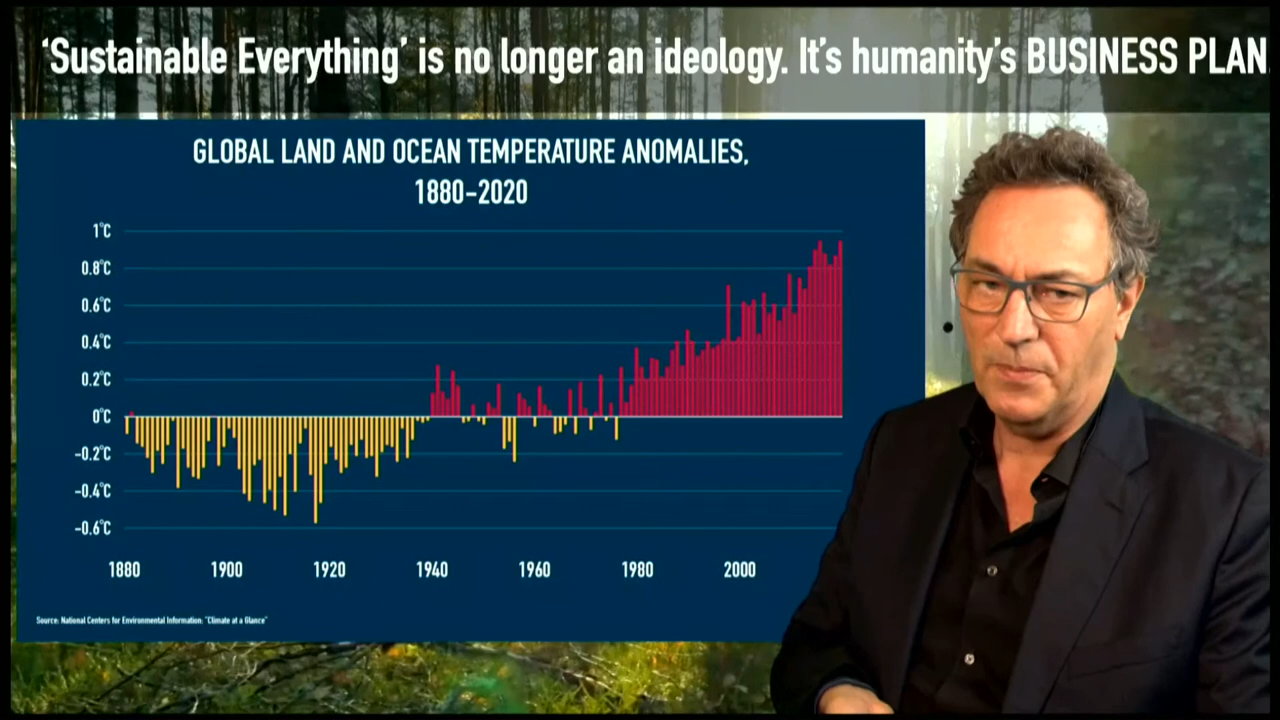 ‘Sustainable Everything’ is no longer an ideology. It’s humanity’s BUSINESS PLAN.
GLOBAL LAND AND OCEAN TEMPERATURE ANOMALIES,
1880–2020
1°C
0.8°C
0.6°C
0.4°C
0.2°C
0°C
-0.2°C
-0.4°C
-0.6°C
1880 1900 1920 1940 1960 1980 2000
Source: National Centers for Environmental Information: "Climate at a Glance"